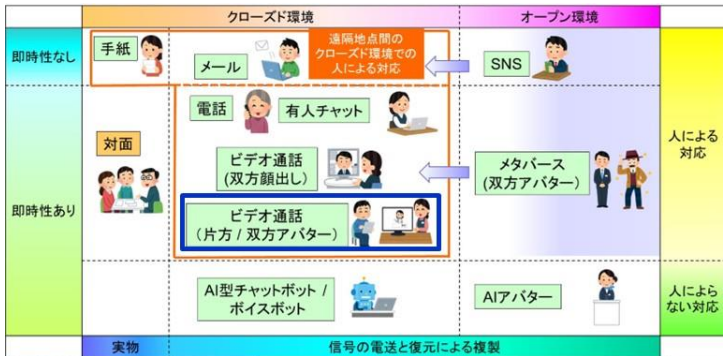 クローズド環境
オープン環境
即時性なし
手紙
メール
遠隔地点間の
クローズド環境での
人による対応
SNS
電話
有人チャット
対面
人による
対応
ビデオ通話
(双方顔出し)
メタバース
(双方アバター)
即時性あり
ビデオ通話
(片方 / 双方アバター)
AI型チャットボット /
ボイスボット
AIアバター
人によら
ない対応
実物
信号の電送と復元による複製